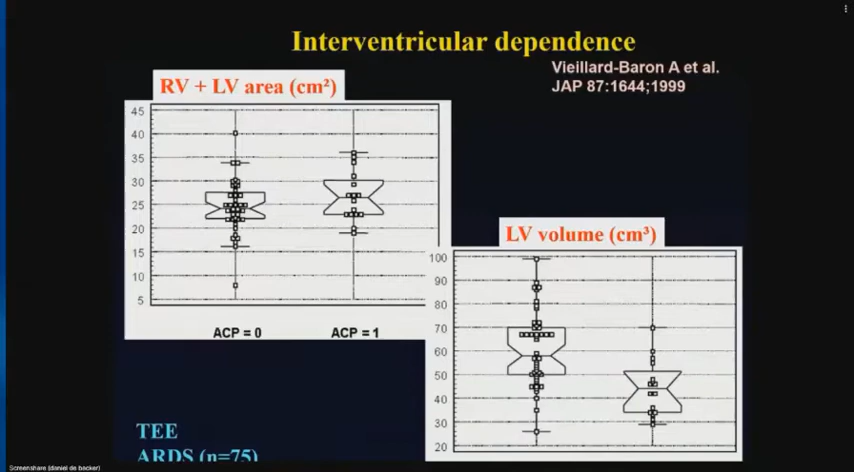 Interventricular dependence
Vieillard-Baron A et al.
JAP 87:1644;1999
RV + LV area (cm²)
45
40
35
30
25
20
15
10
5
ACP = 0 ACP = 1
LV volume (cm³)
100
90
80
70
60
50
40
30
20
TEE
ARDS (n=75)
Screenshare (daniel de backer)